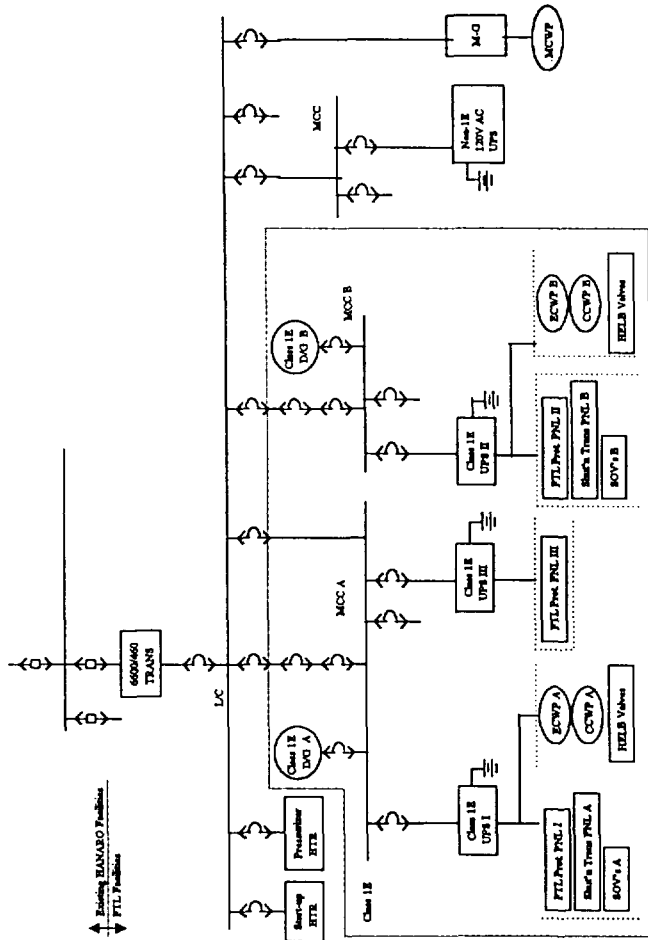 Existing HANARO Facilities
FTL Facilities
6600/460
TRANS
L/C
Start-up
HTR
Pressurizer
HTR
MCC
Non-1E
120V AC
UPS
M-G
MCWP
Class 1E
Class 1E
D/G A
Class 1E
D/G B
MCC A
MCC B
Class 1E
UPS I
Class 1E
UPS III
Class 1E
UPS II
FTL Prot. PNL I
Shut'n Trans PNL A
SOV's A
ECWP A
CCWP A
HELB Valves
FTL Prot. PNL III
FTL Prot. PNL II
Shut'n Trans PNL B
SOV's B
ECWP B
CCWP B
HELB Valves